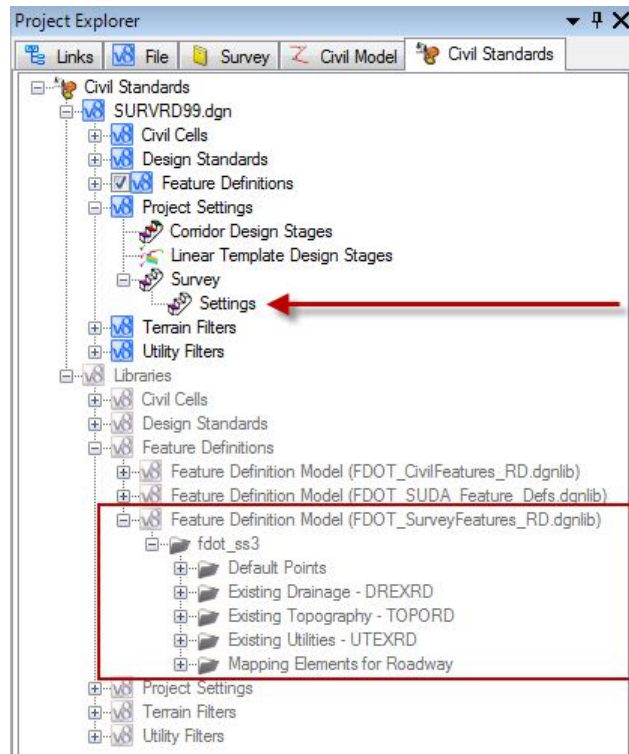 Project Explorer
Links File Survey Civil Model Civil Standards
Civil Standards
SURVRD99.dgn
Civil Cells
Design Standards
Feature Definitions
Project Settings
Corridor Design Stages
Linear Template Design Stages
Survey
Settings
Terrain Filters
Utility Filters
Libraries
Civil Cells
Design Standards
Feature Definitions
Feature Definition Model (FDOT_CivilFeatures_RD.dgnlib)
Feature Definition Model (FDOT_SUDA_Feature_Defs.dgnlib)
Feature Definition Model (FDOT_SurveyFeatures_RD.dgnlib)
fdot_ss3
Default Points
Existing Drainage - DREXRD
Existing Topography - TOPORD
Existing Utilities - UTEXRD
Mapping Elements for Roadway
Project Settings
Terrain Filters
Utility Filters